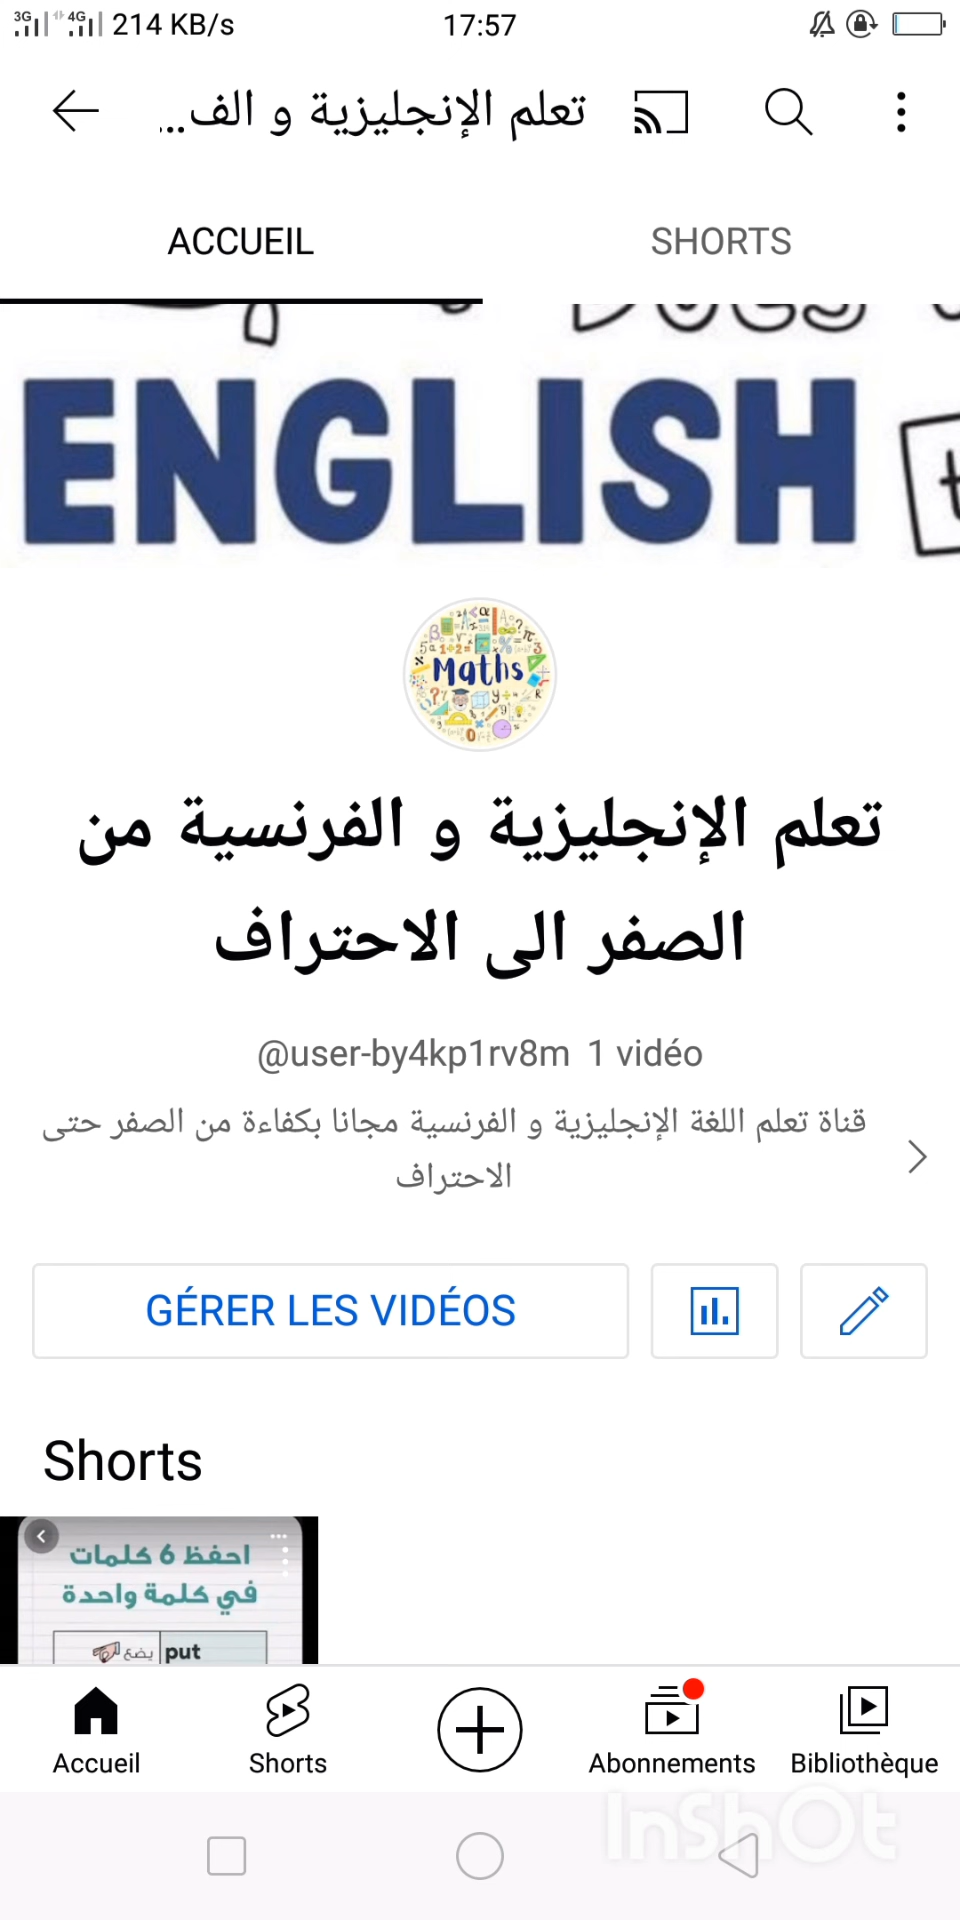 3G 4G 214 KB/s 17:57
تعلم الإنجليزية و الف...
ACCUEIL SHORTS
ENGLISH
Maths
تعلم الإنجليزية و الفرنسية من
الصفر الى الاحتراف
@user-by4kp1rv8m 1 vidéo
قناة تعلم اللغة الإنجليزية و الفرنسية مجانا بكفاءة من الصفر حتى
الاحتراف
GÉRER LES VIDÉOS
Shorts
احفظ 6 كلمات
في كلمة واحدة
يضع put
Accueil Shorts Abonnements Bibliothèque
InShOt